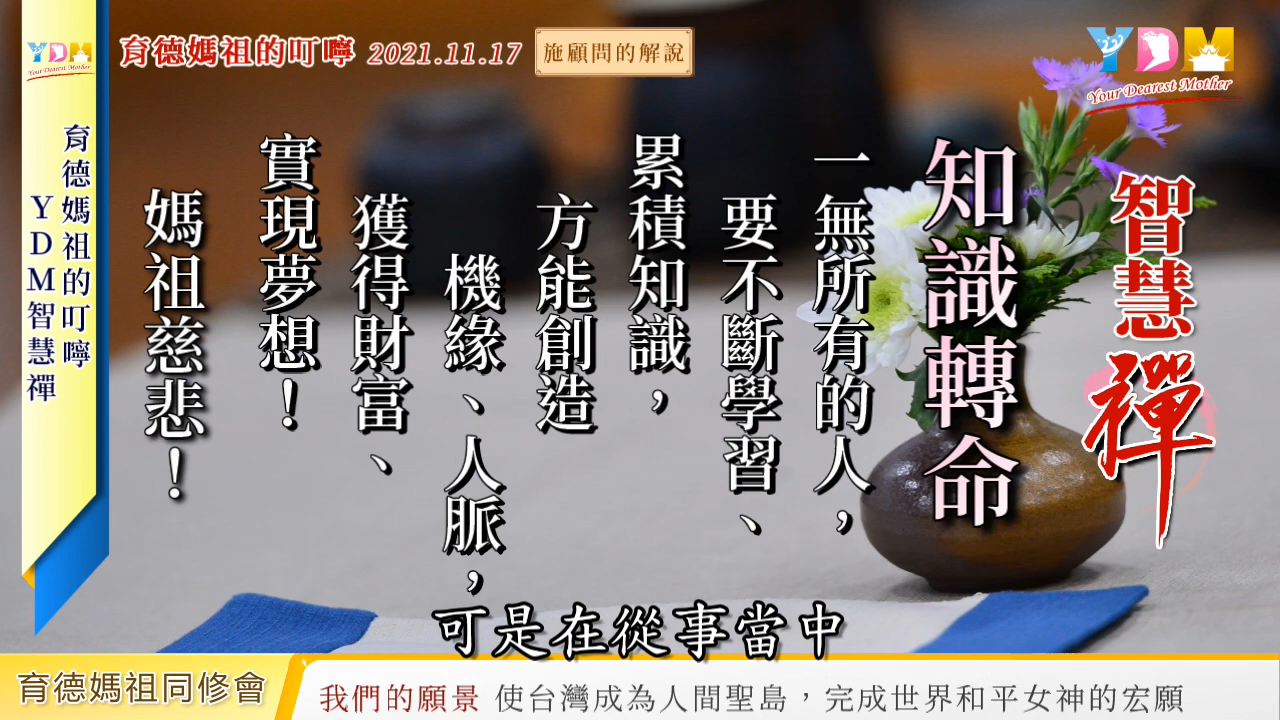 育德媽祖的叮嚀 2021.11.17 施顧問的解說
YDM
Your Dearest Mother
YDM
Your Dearest Mother
育德媽祖的叮嚀
YDM智慧禪
智慧禪
知識轉命
一無所有的人，
要不斷學習、
累積知識，
方能創造
機緣、人脈，
獲得財富、
實現夢想！
媽祖慈悲！
可是在從事當中
育德媽祖同修會
我們的願景 使台灣成為人間聖島，完成世界和平女神的宏願